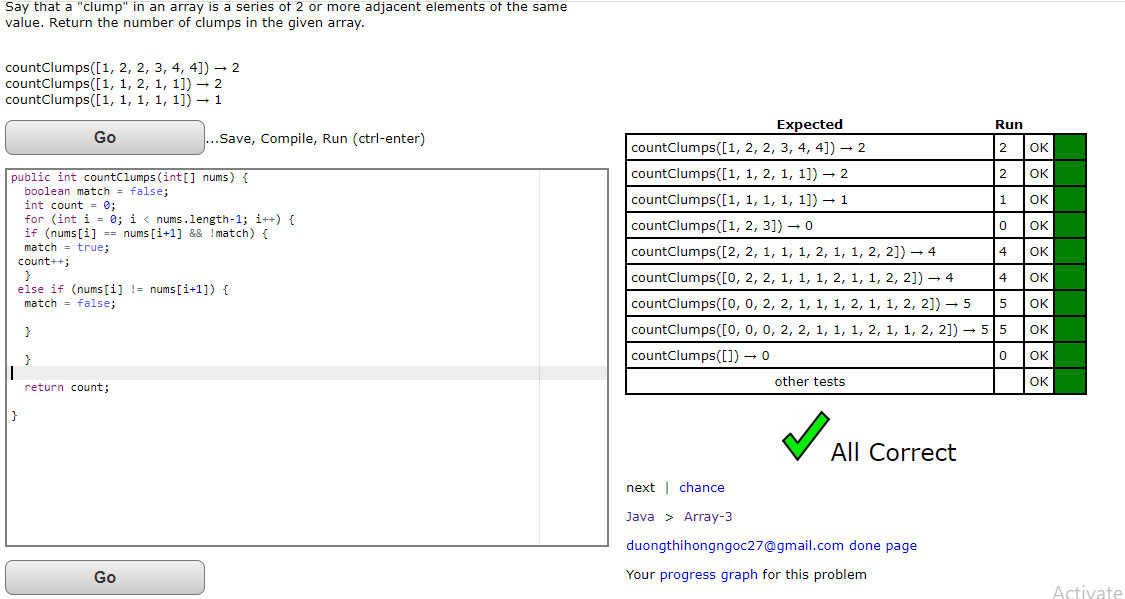 Say that a "clump" in an array is a series of 2 or more adjacent elements of the same
value. Return the number of clumps in the given array.
countClumps([1, 2, 2, 3, 4, 4]) → 2
countClumps([1, 1, 2, 1, 1]) → 2
countClumps([1, 1, 1, 1, 1]) → 1
Go ...Save, Compile, Run (ctrl-enter)
public int countClumps(int[] nums) {
boolean match = false;
int count = 0;
for (int i = 0; i < nums.length-1; i++) {
if (nums[i] == nums[i+1] && !match) {
match = true;
count++;
}
else if (nums[i] != nums[i+1]) {
match = false;
}
}
return count;
}
Go
Expected Run
countClumps([1, 2, 2, 3, 4, 4]) → 2 2 OK
countClumps([1, 1, 2, 1, 1]) → 2 2 OK
countClumps([1, 1, 1, 1, 1]) → 1 1 OK
countClumps([1, 2, 3]) → 0 0 OK
countClumps([2, 2, 1, 1, 1, 2, 1, 1, 2, 2]) → 4 4 OK
countClumps([0, 2, 2, 1, 1, 1, 2, 1, 1, 2, 2]) → 4 4 OK
countClumps([0, 0, 2, 2, 1, 1, 1, 2, 1, 1, 2, 2]) → 5 5 OK
countClumps([0, 0, 0, 2, 2, 1, 1, 1, 2, 1, 1, 2, 2]) → 5 5 OK
countClumps([]) → 0 0 OK
other tests OK
All Correct
next | chance
Java > Array-3
duongthihongngoc27@gmail.com done page
Your progress graph for this problem
Activate